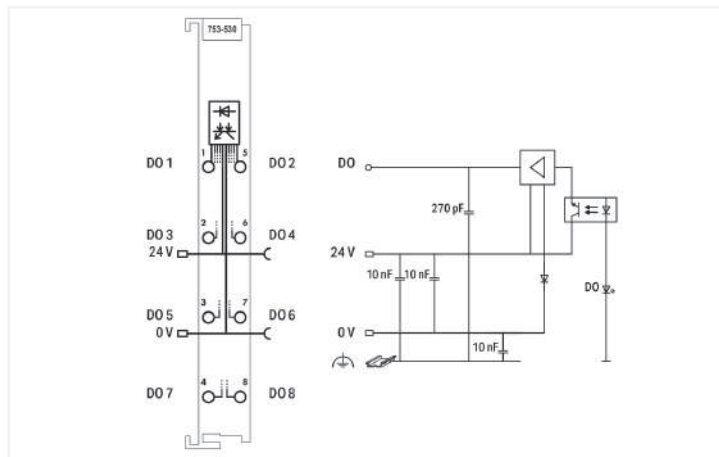 753-530
1 5
DO 1 DO 2
2 6
DO 3 DO 4
24 V
3 7
DO 5 DO 6
0 V
4 8
DO 7 DO 8
DO
270 pF
24 V
10 nF 10 nF
DO
0 V
10 nF